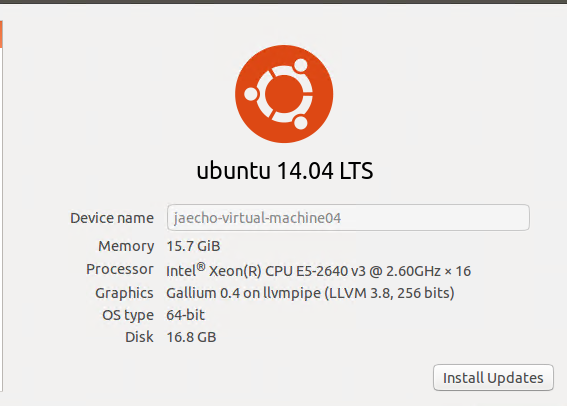 ubuntu 14.04 LTS
Device name jaecho-virtual-machine04
Memory 15.7 GiB
Processor Intel® Xeon(R) CPU E5-2640 v3 @ 2.60GHz × 16
Graphics Gallium 0.4 on llvmpipe (LLVM 3.8, 256 bits)
OS type 64-bit
Disk 16.8 GB
Install Updates